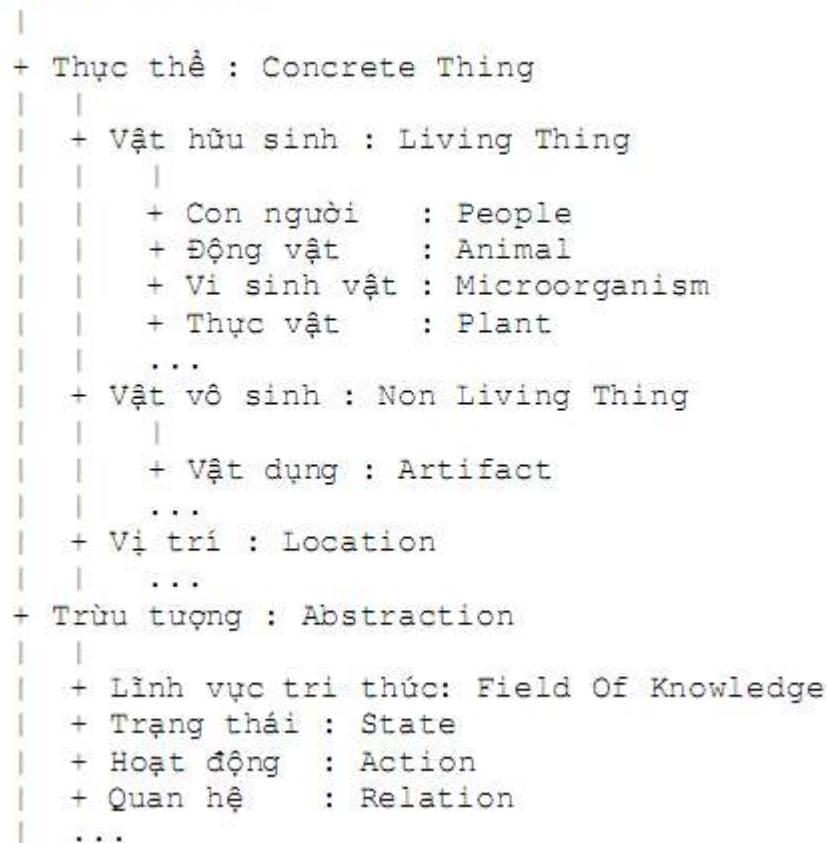 |
+ Thực thể : Concrete Thing
|  |
|  + Vật hữu sinh : Living Thing
|  |  |
|  |  + Con người   : People
|  |  + Động vật    : Animal
|  |  + Vi sinh vật : Microorganism
|  |  + Thực vật    : Plant
|  |  ...
|  + Vật vô sinh : Non Living Thing
|  |  |
|  |  + Vật dụng : Artifact
|  |  ...
|  + Vị trí : Location
|  |  ...
+ Trừu tượng : Abstraction
|  |
|  + Lĩnh vực tri thức: Field Of Knowledge
|  + Trạng thái : State
|  + Hoạt động  : Action
|  + Quan hệ    : Relation
|  ...